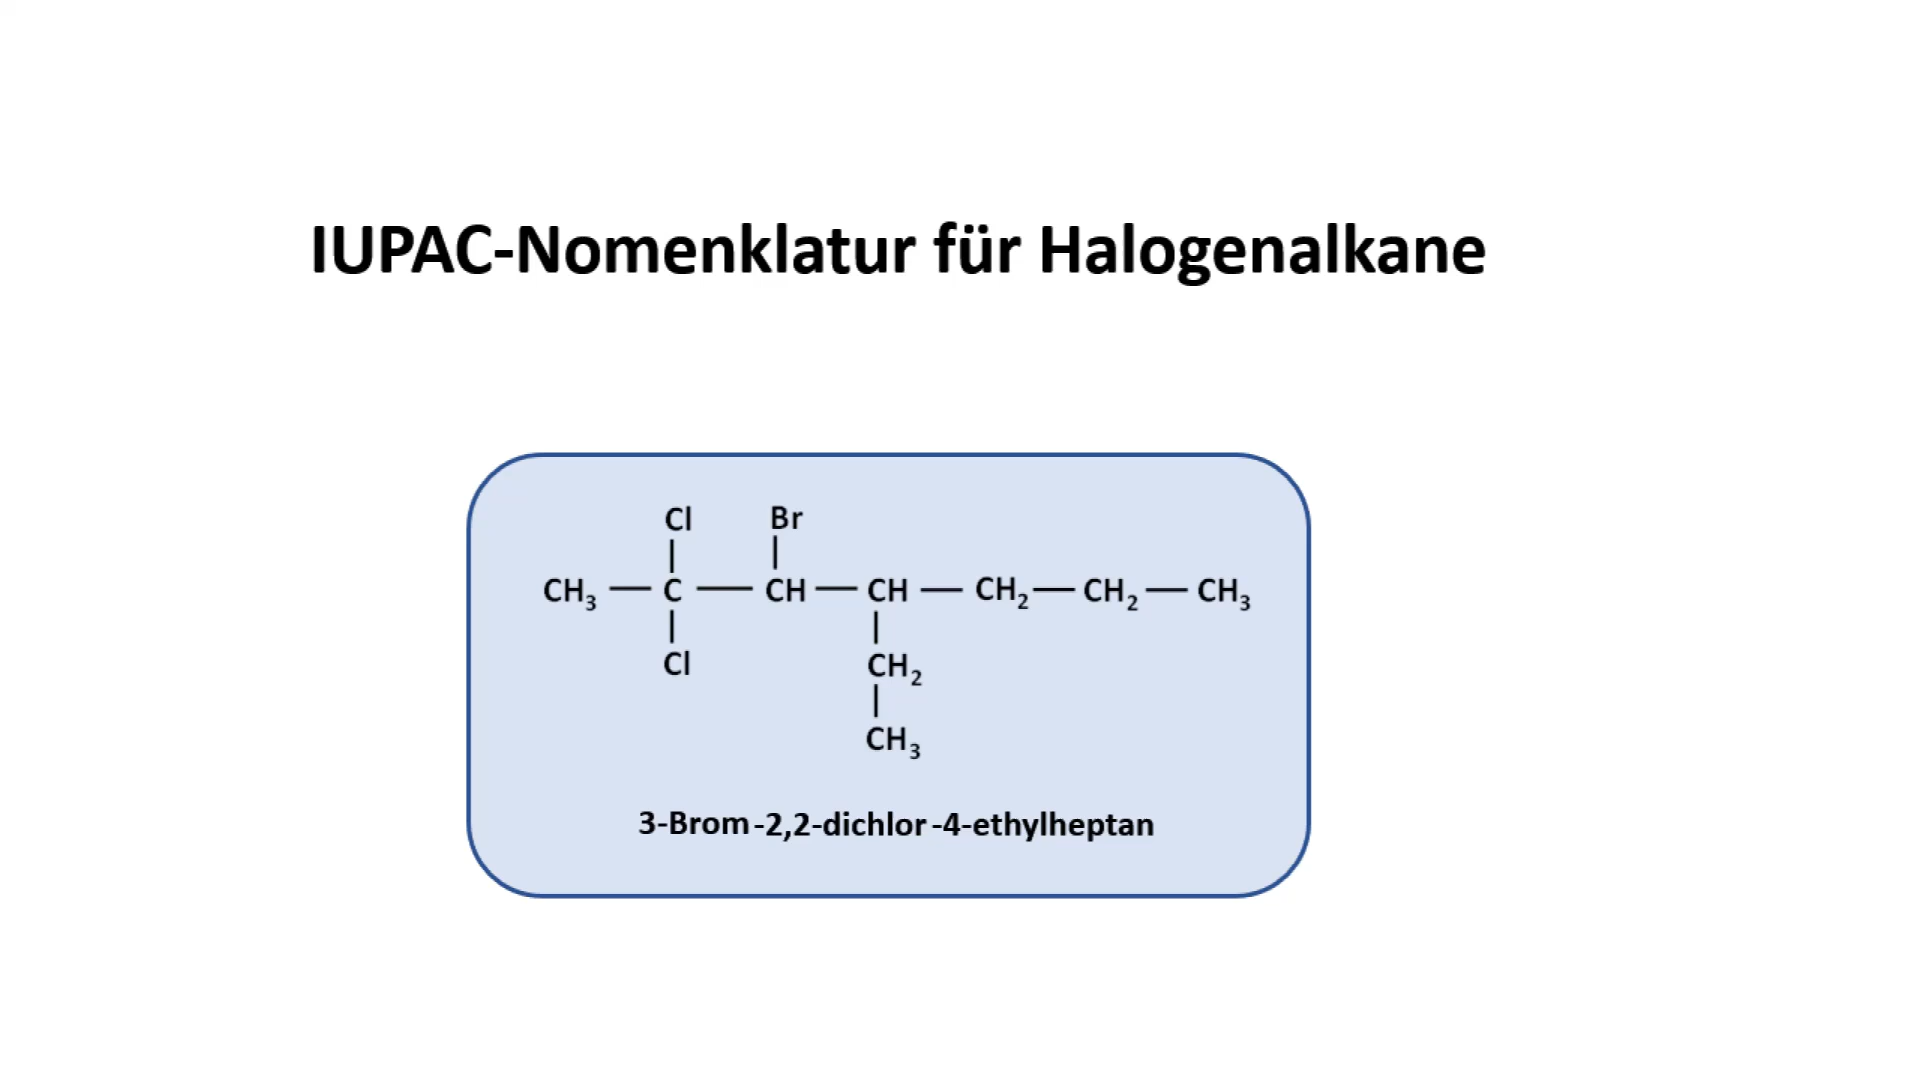 IUPAC-Nomenklatur für Halogenalkane
Cl Br
CH₃ — C — CH — CH — CH₂ — CH₂ — CH₃
Cl CH₂
CH₃
3-Brom-2,2-dichlor-4-ethylheptan